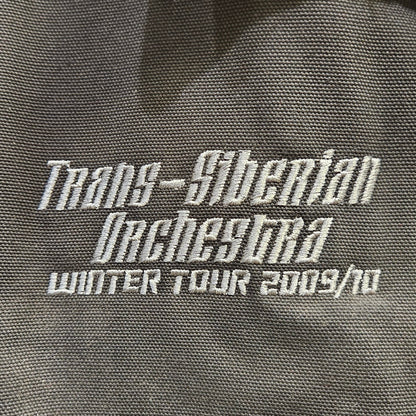 Trans-Siberian
Orchestra
WINTER TOUR 2009/10